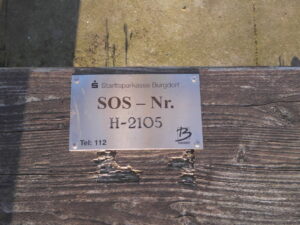 Stadtsparkasse Burgdorf
SOS – Nr.
H-2105
Tel: 112